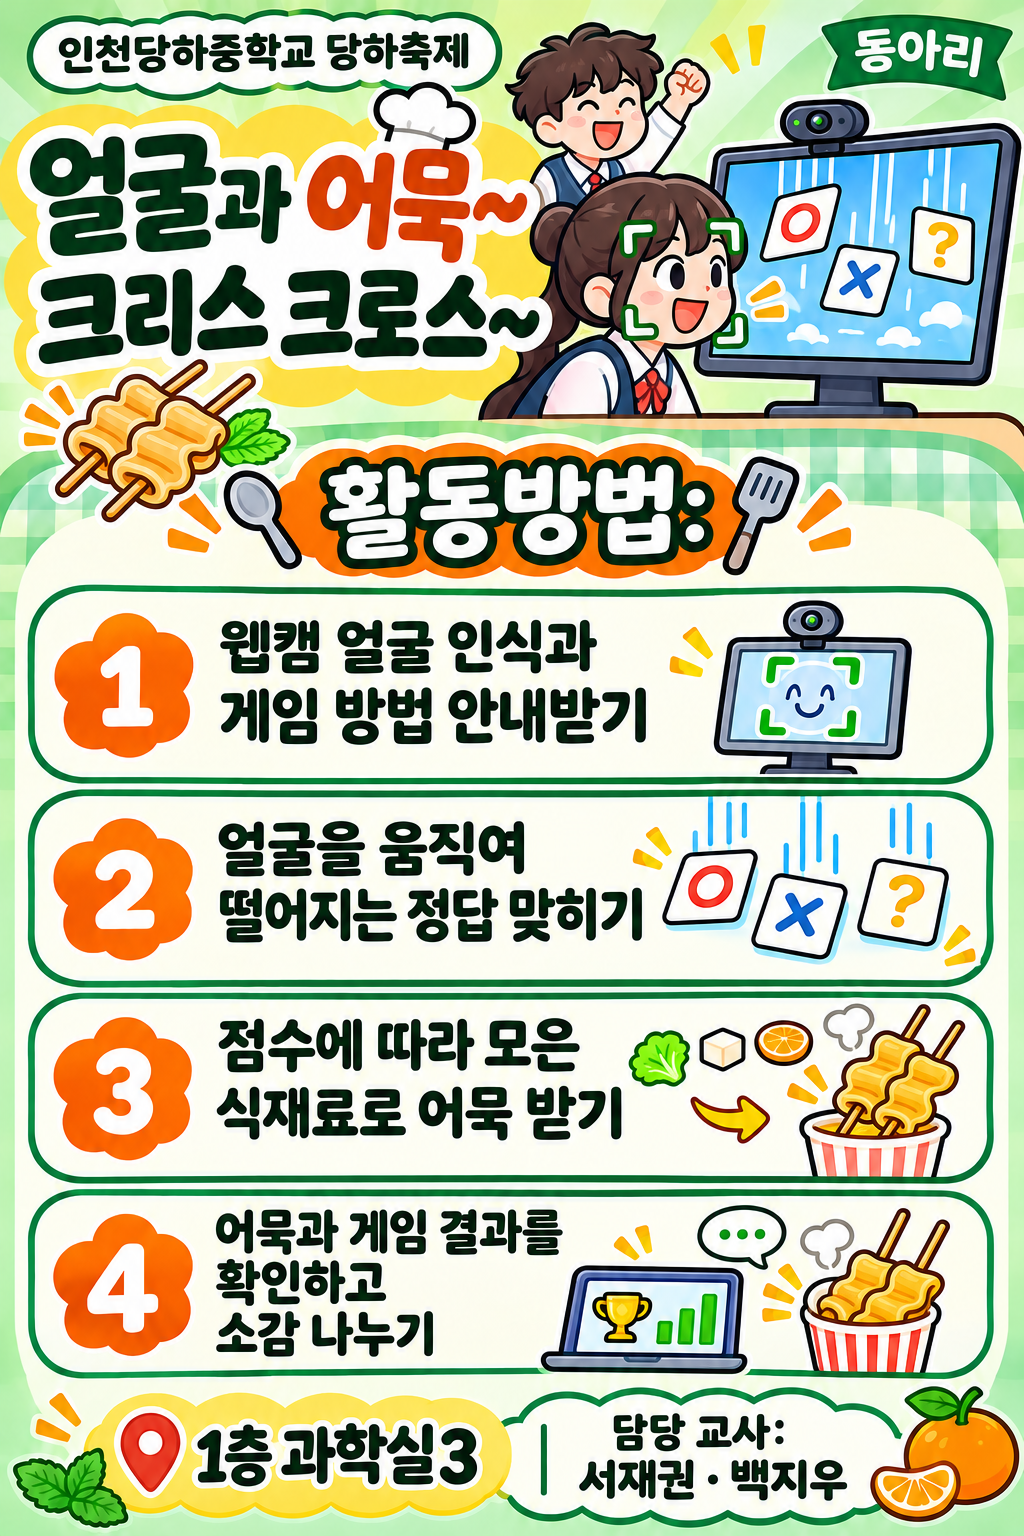 인천당하중학교 당하축제
동아리
얼굴과 어묵~
크리스 크로스~
활동방법:
1
웹캠 얼굴 인식과
게임 방법 안내받기
2
얼굴을 움직여
떨어지는 정답 맞히기
3
점수에 따라 모은
식재료로 어묵 받기
4
어묵과 게임 결과를
확인하고
소감 나누기
1층 과학실3
담당 교사:
서재권 · 백지우